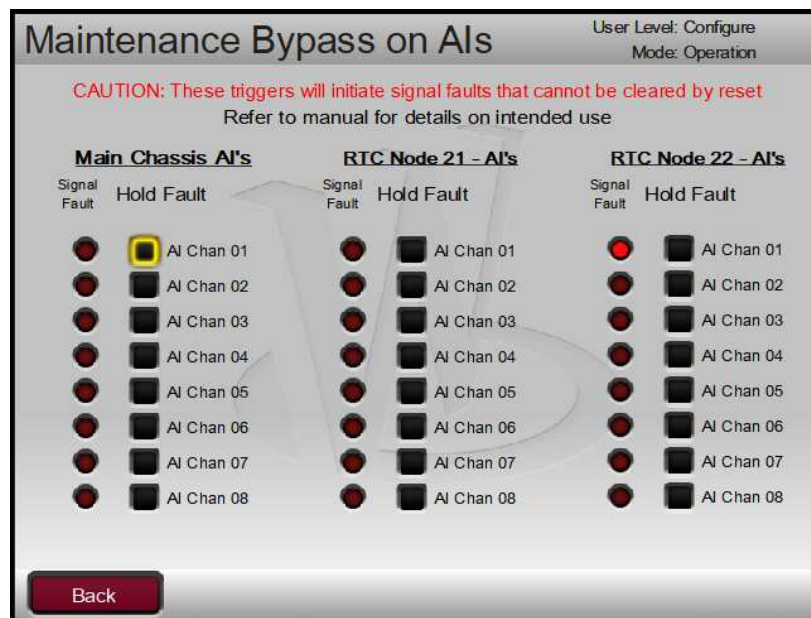 Maintenance Bypass on AIs
User Level: Configure
Mode: Operation
CAUTION: These triggers will initiate signal faults that cannot be cleared by reset
Refer to manual for details on intended use
Main Chassis AI's
Signal Fault
Hold Fault
AI Chan 01
AI Chan 02
AI Chan 03
AI Chan 04
AI Chan 05
AI Chan 06
AI Chan 07
AI Chan 08
RTC Node 21 - AI's
Signal Fault
Hold Fault
AI Chan 01
AI Chan 02
AI Chan 03
AI Chan 04
AI Chan 05
AI Chan 06
AI Chan 07
AI Chan 08
RTC Node 22 - AI's
Signal Fault
Hold Fault
AI Chan 01
AI Chan 02
AI Chan 03
AI Chan 04
AI Chan 05
AI Chan 06
AI Chan 07
AI Chan 08
Back